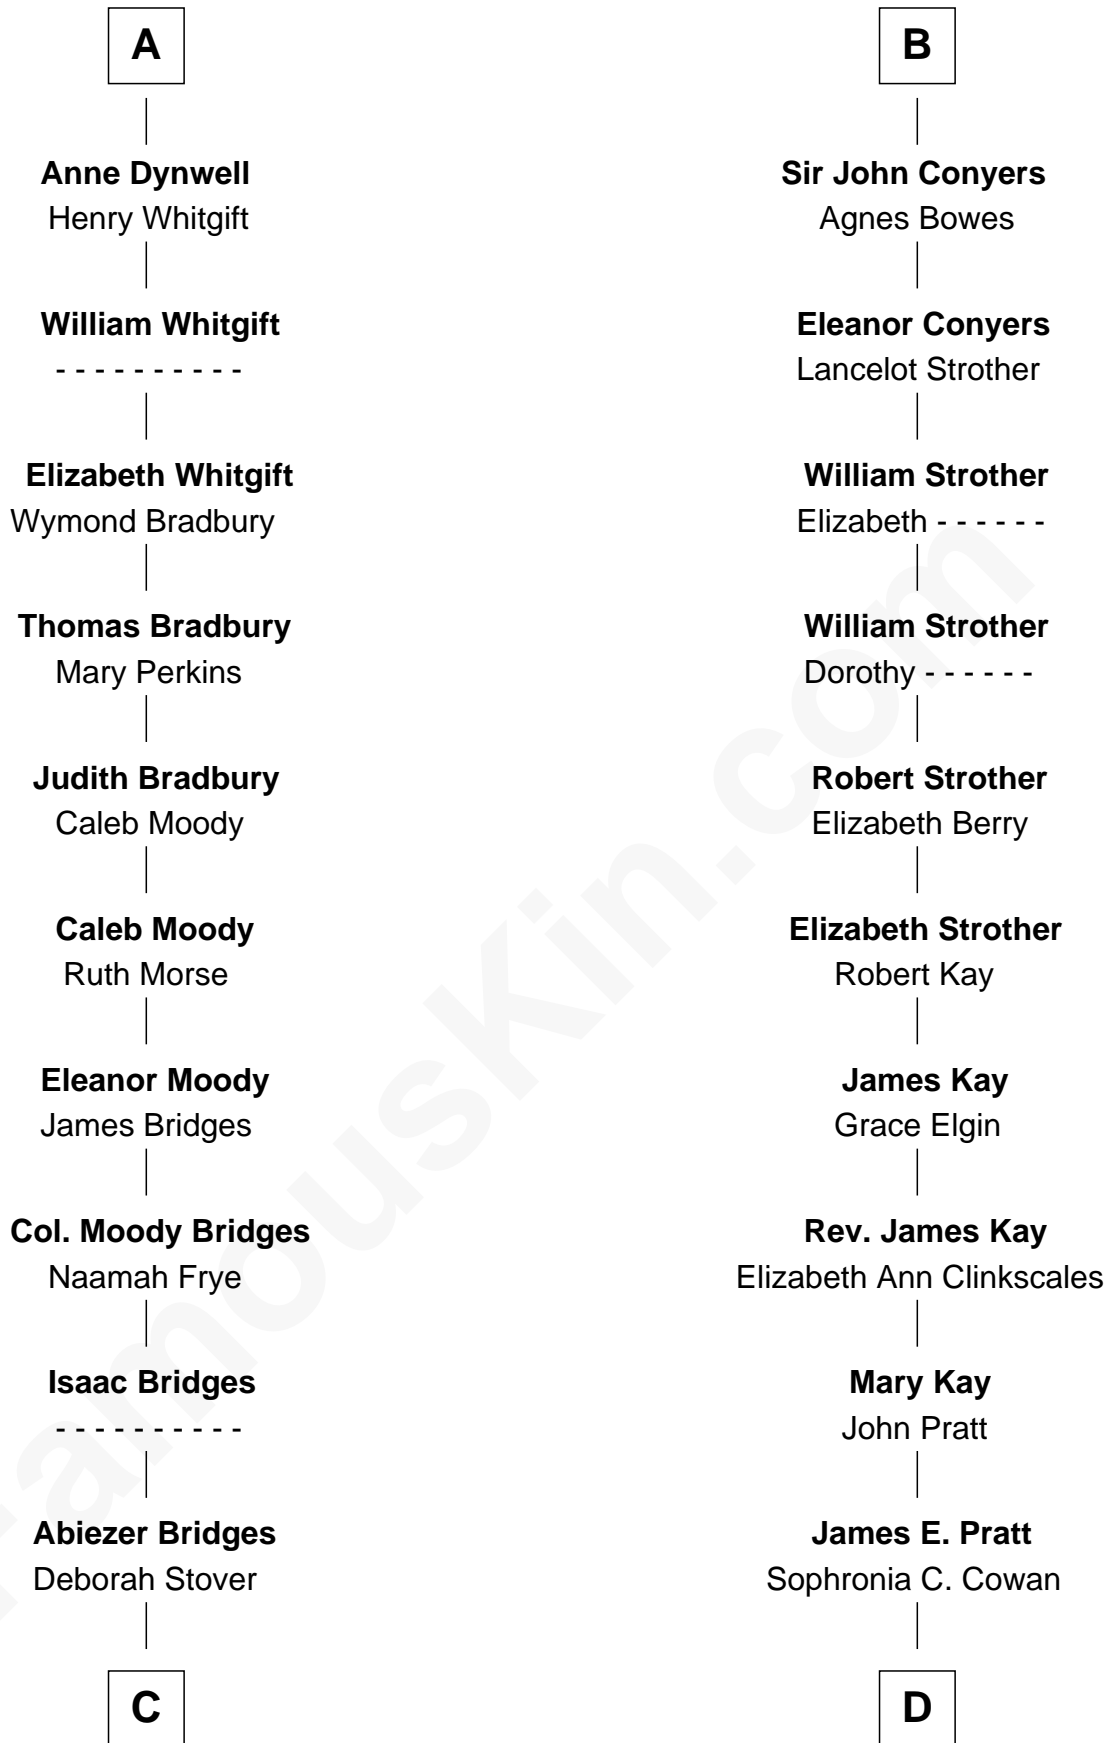 A
Anne Dynwell
Henry Whitgift
William Whitgift
- - - - - - - - - -
Elizabeth Whitgift
Wymond Bradbury
Thomas Bradbury
Mary Perkins
Judith Bradbury
Caleb Moody
Caleb Moody
Ruth Morse
Eleanor Moody
James Bridges
Col. Moody Bridges
Naamah Frye
Isaac Bridges
- - - - - - - - - -
Abiezer Bridges
Deborah Stover
C
B
Sir John Conyers
Agnes Bowes
Eleanor Conyers
Lancelot Strother
William Strother
Elizabeth - - - - - -
William Strother
Dorothy - - - - - -
Robert Strother
Elizabeth Berry
Elizabeth Strother
Robert Kay
James Kay
Grace Elgin
Rev. James Kay
Elizabeth Ann Clinkscales
Mary Kay
John Pratt
James E. Pratt
Sophronia C. Cowan
D
FamousKin.com